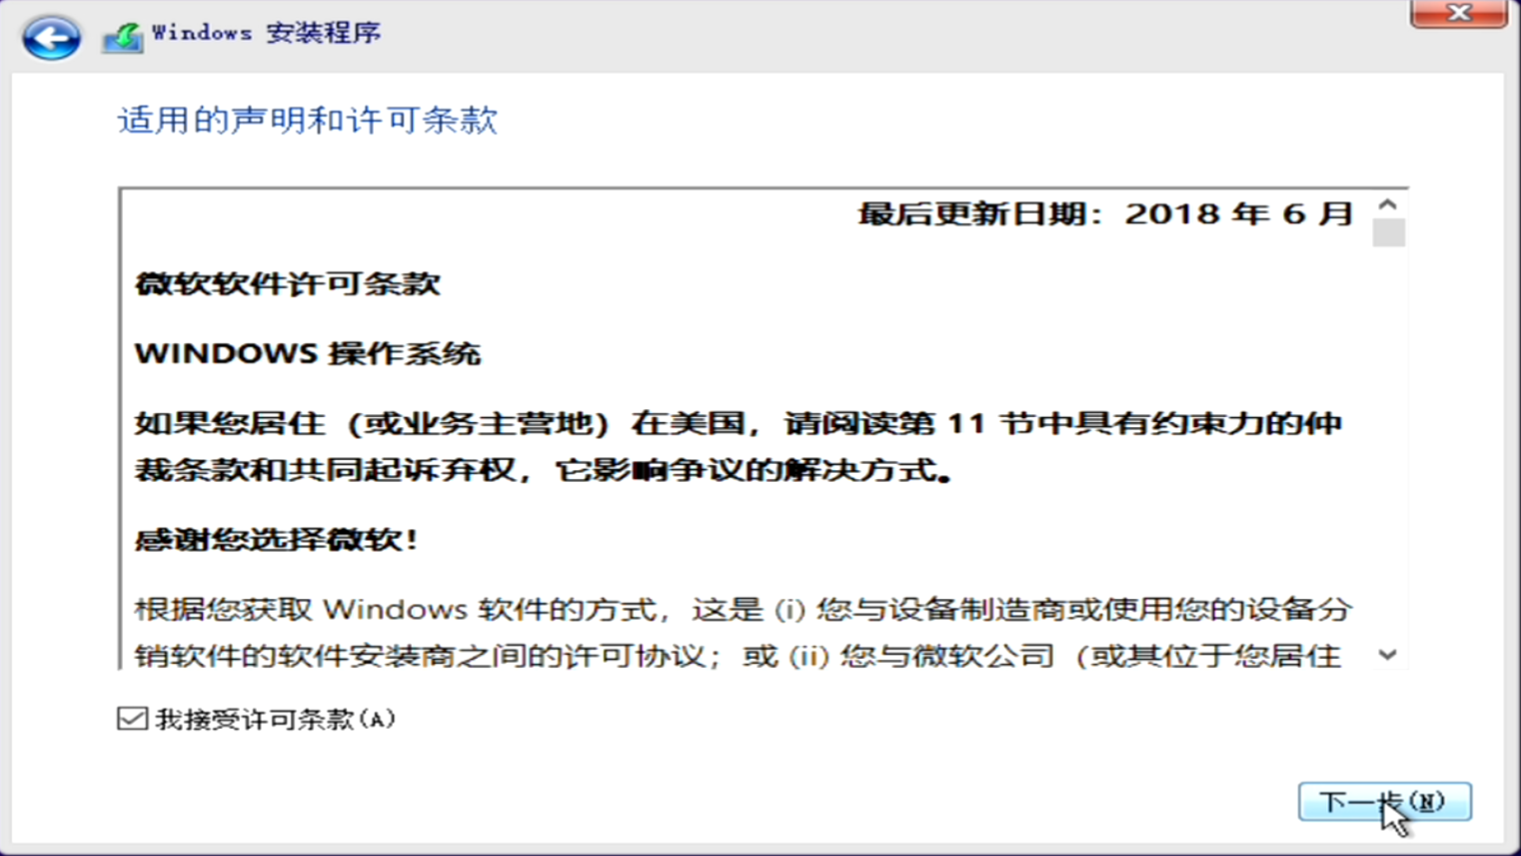 Windows 安装程序
适用的声明和许可条款
最后更新日期：2018 年 6 月
微软软件许可条款
WINDOWS 操作系统
如果您居住（或业务主营地）在美国，请阅读第 11 节中具有约束力的仲
裁条款和共同起诉弃权，它影响争议的解决方式。
感谢您选择微软！
根据您获取 Windows 软件的方式，这是 (i) 您与设备制造商或使用您的设备分
销软件的软件安装商之间的许可协议；或 (ii) 您与微软公司（或其位于您居住
我接受许可条款(A)
下一步(N)